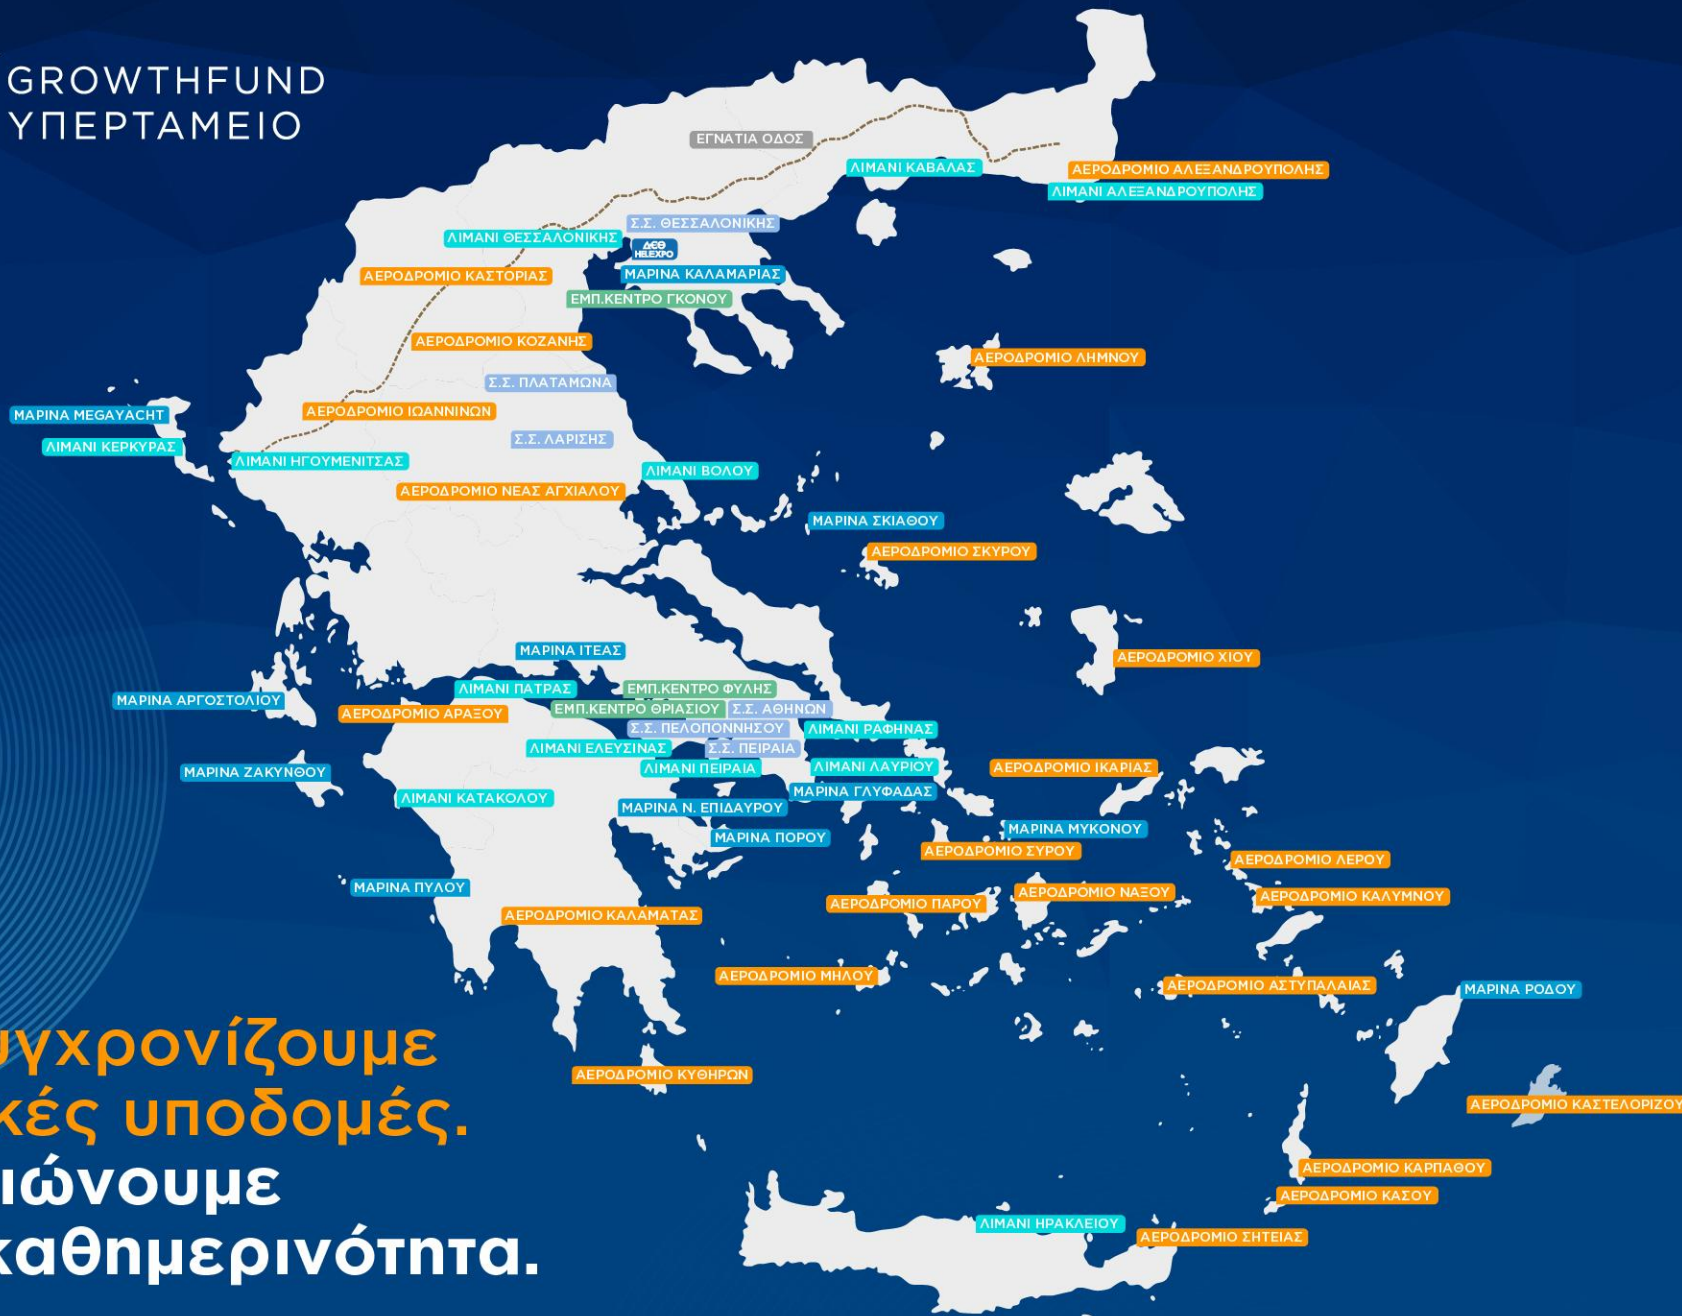 GROWTHFUND
ΥΠΕΡΤΑΜΕΙΟ
ΕΓΝΑΤΙΑ ΟΔΟΣ
ΛΙΜΑΝΙ ΚΑΒΑΛΑΣ
ΑΕΡΟΔΡΟΜΙΟ ΑΛΕΞΑΝΔΡΟΥΠΟΛΗΣ
ΛΙΜΑΝΙ ΑΛΕΞΑΝΔΡΟΥΠΟΛΗΣ
Σ.Σ. ΘΕΣΣΑΛΟΝΙΚΗΣ
ΛΙΜΑΝΙ ΘΕΣΣΑΛΟΝΙΚΗΣ
ΔΕΘ
HELEXPO
ΑΕΡΟΔΡΟΜΙΟ ΚΑΣΤΟΡΙΑΣ
ΜΑΡΙΝΑ ΚΑΛΑΜΑΡΙΑΣ
ΕΜΠ.ΚΕΝΤΡΟ ΓΚΟΝΟΥ
ΑΕΡΟΔΡΟΜΙΟ ΚΟΖΑΝΗΣ
ΑΕΡΟΔΡΟΜΙΟ ΛΗΜΝΟΥ
Σ.Σ. ΠΛΑΤΑΜΩΝΑ
ΜΑΡΙΝΑ MEGAYACHT
ΑΕΡΟΔΡΟΜΙΟ ΙΩΑΝΝΙΝΩΝ
ΛΙΜΑΝΙ ΚΕΡΚΥΡΑΣ
Σ.Σ. ΛΑΡΙΣΗΣ
ΛΙΜΑΝΙ ΗΓΟΥΜΕΝΙΤΣΑΣ
ΛΙΜΑΝΙ ΒΟΛΟΥ
ΑΕΡΟΔΡΟΜΙΟ ΝΕΑΣ ΑΓΧΙΑΛΟΥ
ΜΑΡΙΝΑ ΣΚΙΑΘΟΥ
ΑΕΡΟΔΡΟΜΙΟ ΣΚΥΡΟΥ
ΜΑΡΙΝΑ ΙΤΕΑΣ
ΑΕΡΟΔΡΟΜΙΟ ΧΙΟΥ
ΛΙΜΑΝΙ ΠΑΤΡΑΣ
ΕΜΠ.ΚΕΝΤΡΟ ΦΥΛΗΣ
ΜΑΡΙΝΑ ΑΡΓΟΣΤΟΛΙΟΥ
ΑΕΡΟΔΡΟΜΙΟ ΑΡΑΞΟΥ
ΕΜΠ.ΚΕΝΤΡΟ ΘΡΙΑΣΙΟΥ
Σ.Σ. ΑΘΗΝΩΝ
Σ.Σ. ΠΕΛΟΠΟΝΝΗΣΟΥ
ΛΙΜΑΝΙ ΡΑΦΗΝΑΣ
ΛΙΜΑΝΙ ΕΛΕΥΣΙΝΑΣ
Σ.Σ. ΠΕΙΡΑΙΑ
ΜΑΡΙΝΑ ΖΑΚΥΝΘΟΥ
ΛΙΜΑΝΙ ΠΕΙΡΑΙΑ
ΛΙΜΑΝΙ ΛΑΥΡΙΟΥ
ΑΕΡΟΔΡΟΜΙΟ ΙΚΑΡΙΑΣ
ΛΙΜΑΝΙ ΚΑΤΑΚΟΛΟΥ
ΜΑΡΙΝΑ ΓΛΥΦΑΔΑΣ
ΜΑΡΙΝΑ Ν. ΕΠΙΔΑΥΡΟΥ
ΜΑΡΙΝΑ ΠΟΡΟΥ
ΜΑΡΙΝΑ ΜΥΚΟΝΟΥ
ΑΕΡΟΔΡΟΜΙΟ ΣΥΡΟΥ
ΑΕΡΟΔΡΟΜΙΟ ΛΕΡΟΥ
ΜΑΡΙΝΑ ΠΥΛΟΥ
ΑΕΡΟΔΡΟΜΙΟ ΠΑΡΟΥ
ΑΕΡΟΔΡΟΜΙΟ ΝΑΞΟΥ
ΑΕΡΟΔΡΟΜΙΟ ΚΑΛΥΜΝΟΥ
ΑΕΡΟΔΡΟΜΙΟ ΚΑΛΑΜΑΤΑΣ
ΑΕΡΟΔΡΟΜΙΟ ΜΗΛΟΥ
ΑΕΡΟΔΡΟΜΙΟ ΑΣΤΥΠΑΛΑΙΑΣ
ΜΑΡΙΝΑ ΡΟΔΟΥ
ΑΕΡΟΔΡΟΜΙΟ ΚΥΘΗΡΩΝ
ΑΕΡΟΔΡΟΜΙΟ ΚΑΣΤΕΛΟΡΙΖΟΥ
ΑΕΡΟΔΡΟΜΙΟ ΚΑΡΠΑΘΟΥ
ΑΕΡΟΔΡΟΜΙΟ ΚΑΣΟΥ
ΛΙΜΑΝΙ ΗΡΑΚΛΕΙΟΥ
ΑΕΡΟΔΡΟΜΙΟ ΣΗΤΕΙΑΣ
υγχρονίζουμε
κές υποδομές.
ιώνουμε
καθημερινότητα.